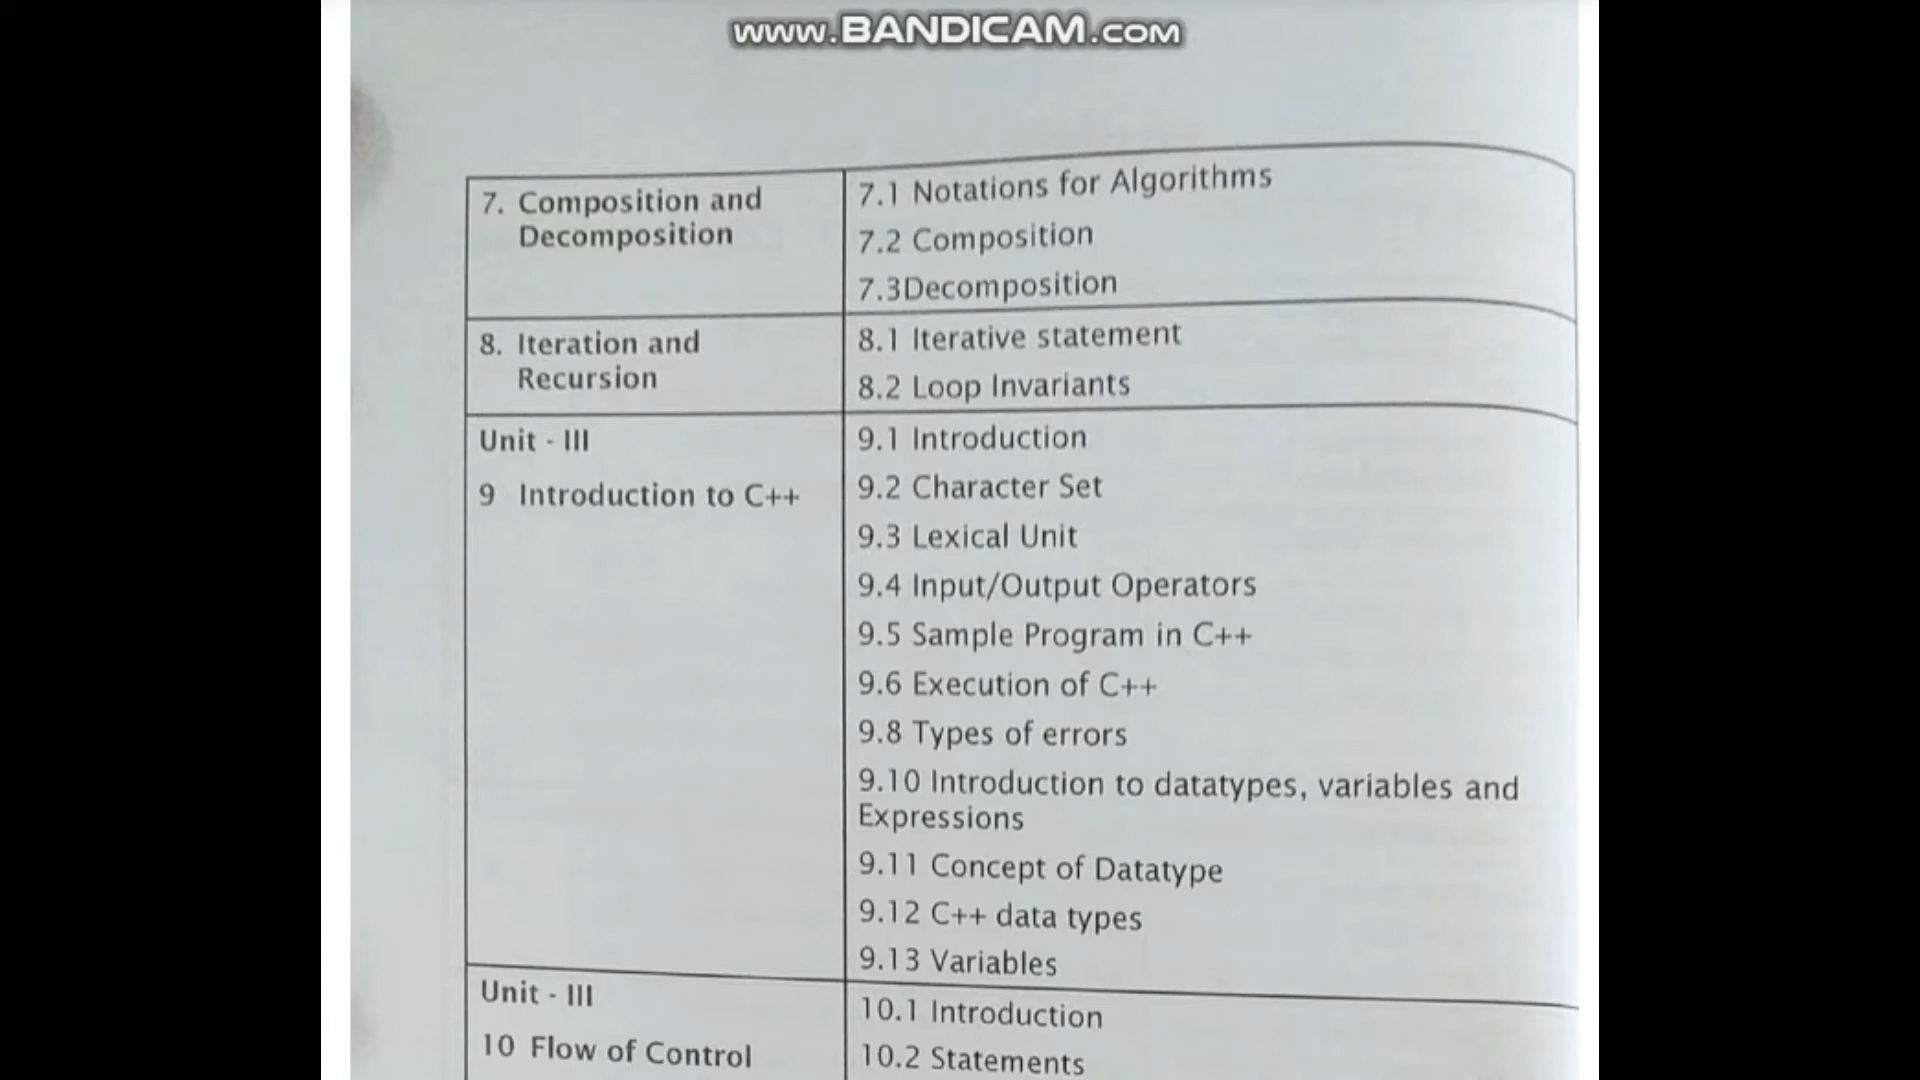 www.BANDICAM.com
7. Composition and
Decomposition
7.1 Notations for Algorithms
7.2 Composition
7.3Decomposition
8. Iteration and
Recursion
8.1 Iterative statement
8.2 Loop Invariants
Unit - III
9 Introduction to C++
9.1 Introduction
9.2 Character Set
9.3 Lexical Unit
9.4 Input/Output Operators
9.5 Sample Program in C++
9.6 Execution of C++
9.8 Types of errors
9.10 Introduction to datatypes, variables and
Expressions
9.11 Concept of Datatype
9.12 C++ data types
9.13 Variables
Unit - III
10 Flow of Control
10.1 Introduction
10.2 Statements